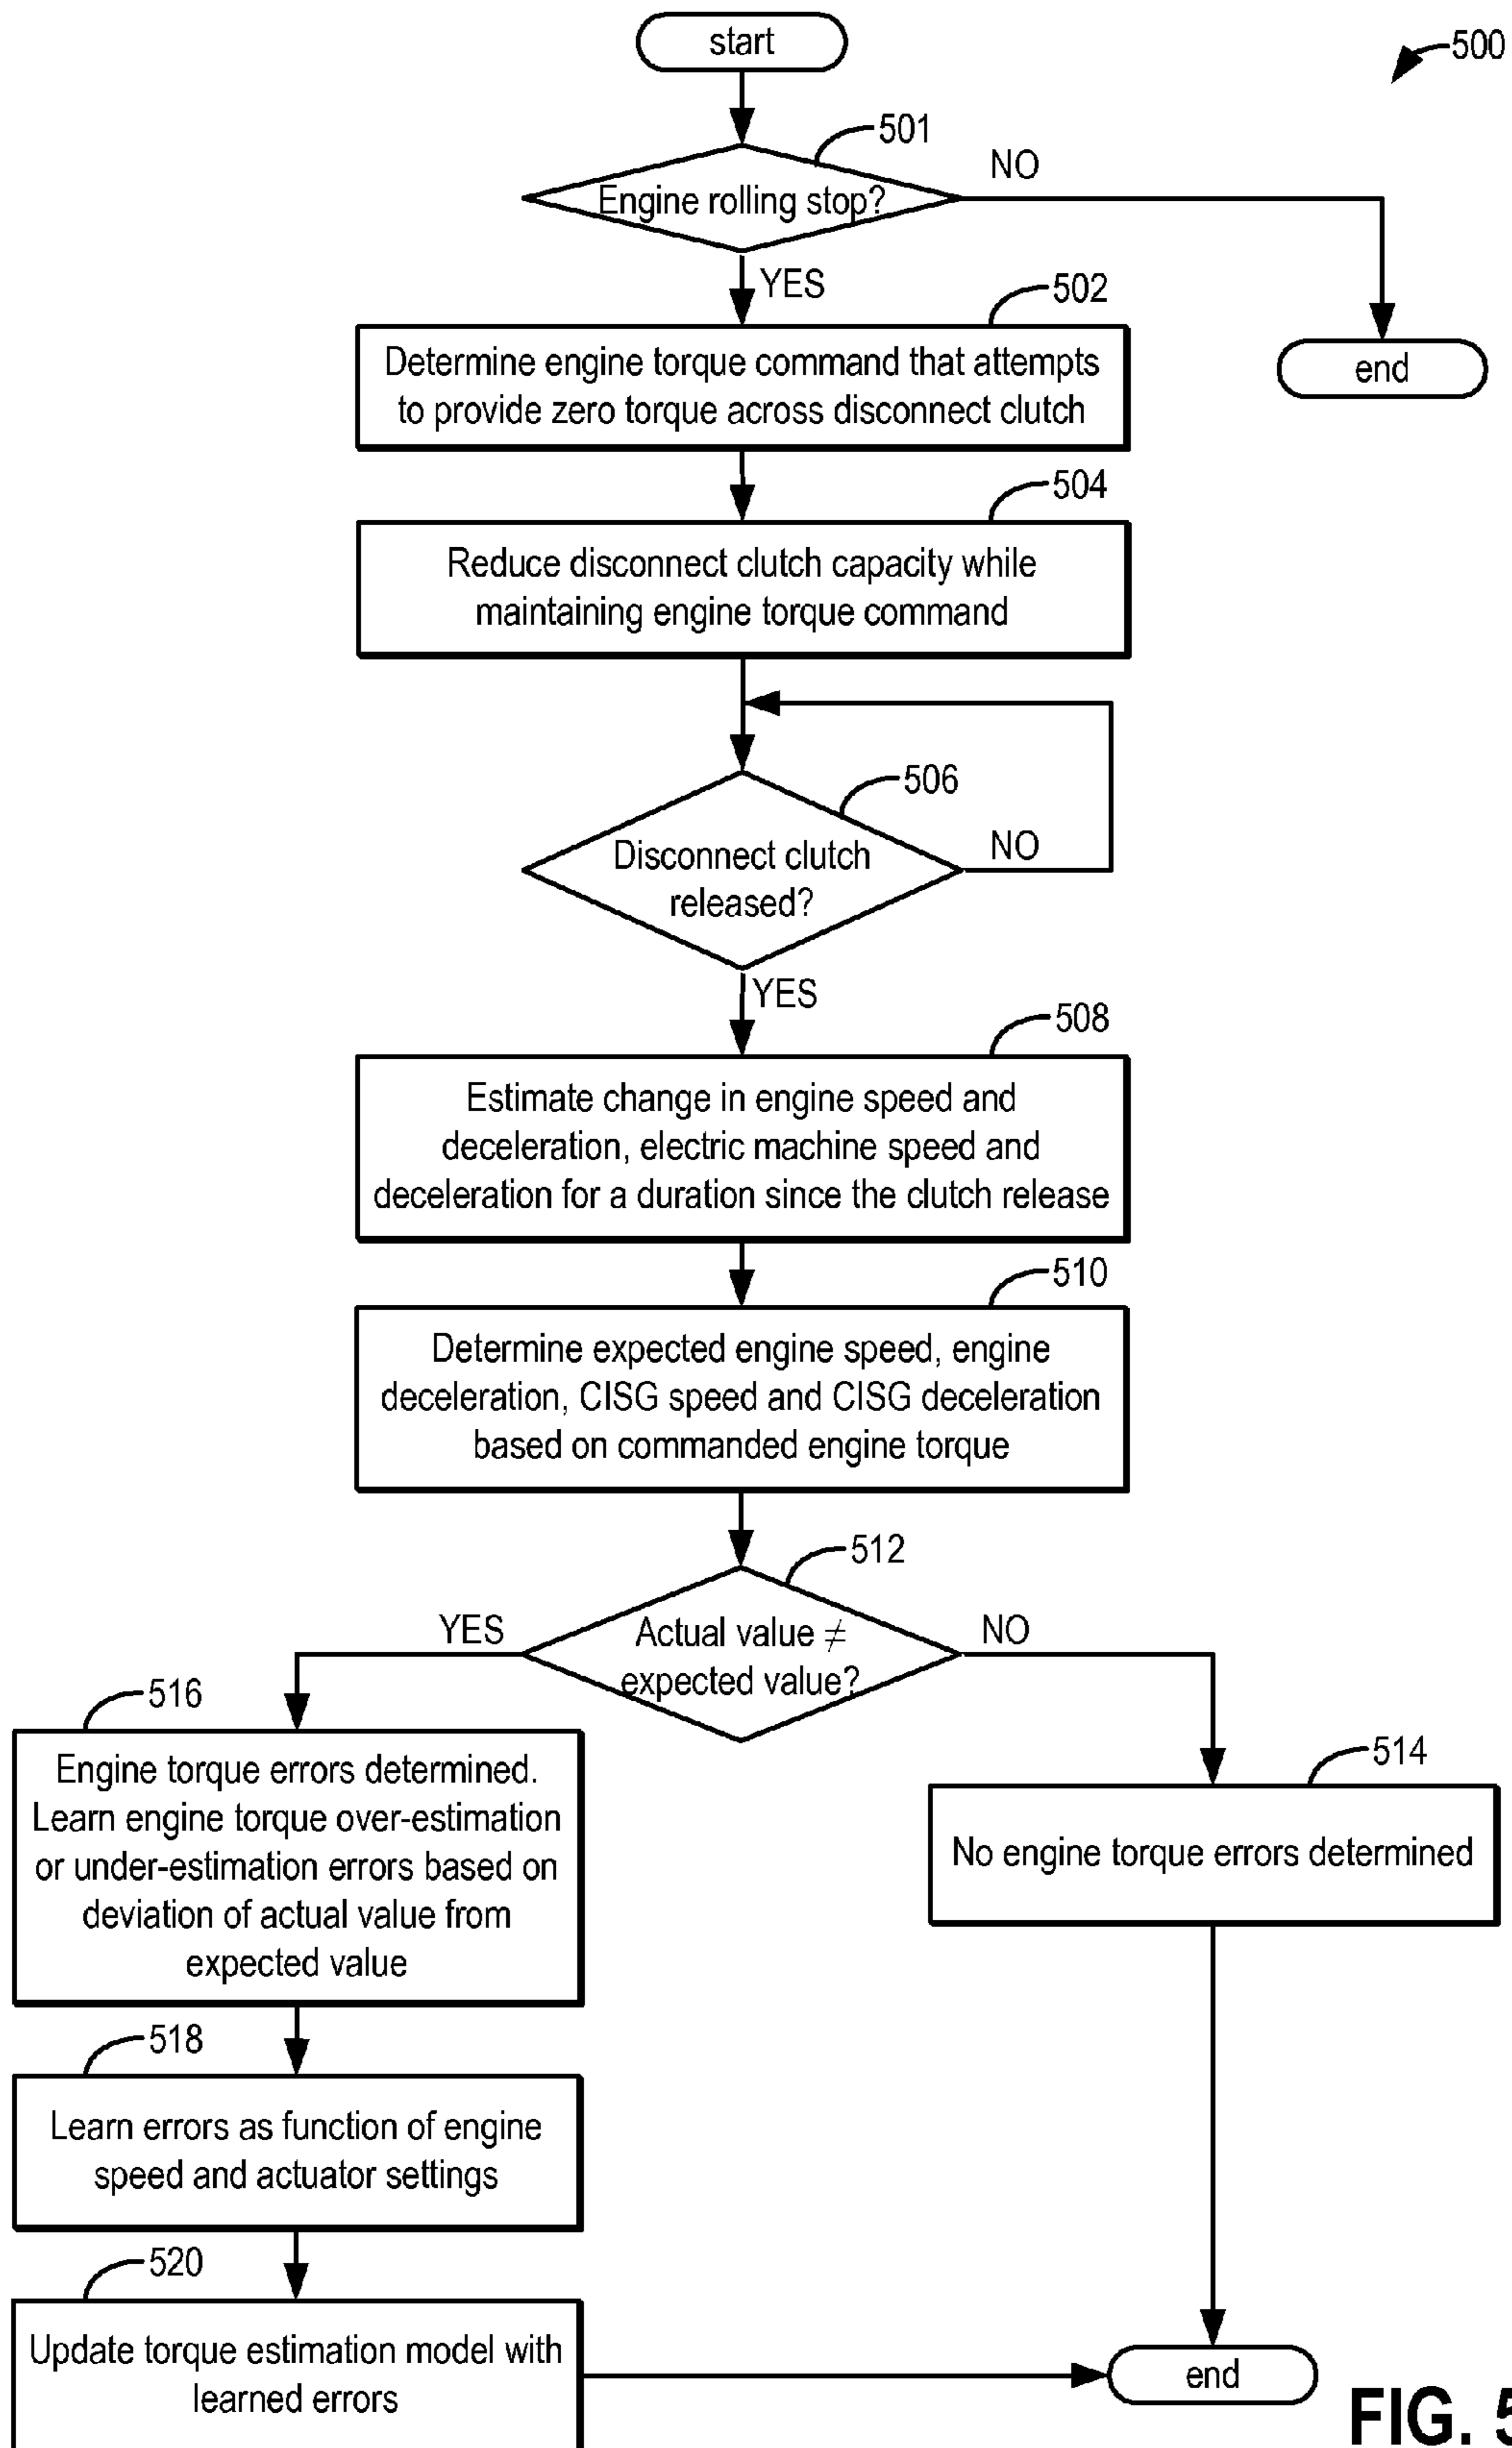 start
500
501
Engine rolling stop?
NO
YES
end
502
Determine engine torque command that attempts
to provide zero torque across disconnect clutch
504
Reduce disconnect clutch capacity while
maintaining engine torque command
506
Disconnect clutch
released?
NO
YES
508
Estimate change in engine speed and
deceleration, electric machine speed and
deceleration for a duration since the clutch release
510
Determine expected engine speed, engine
deceleration, CISG speed and CISG deceleration
based on commanded engine torque
512
Actual value ≠
expected value?
YES
NO
516
Engine torque errors determined.
Learn engine torque over-estimation
or under-estimation errors based on
deviation of actual value from
expected value
514
No engine torque errors determined
518
Learn errors as function of engine
speed and actuator settings
520
Update torque estimation model with
learned errors
end
FIG. 5